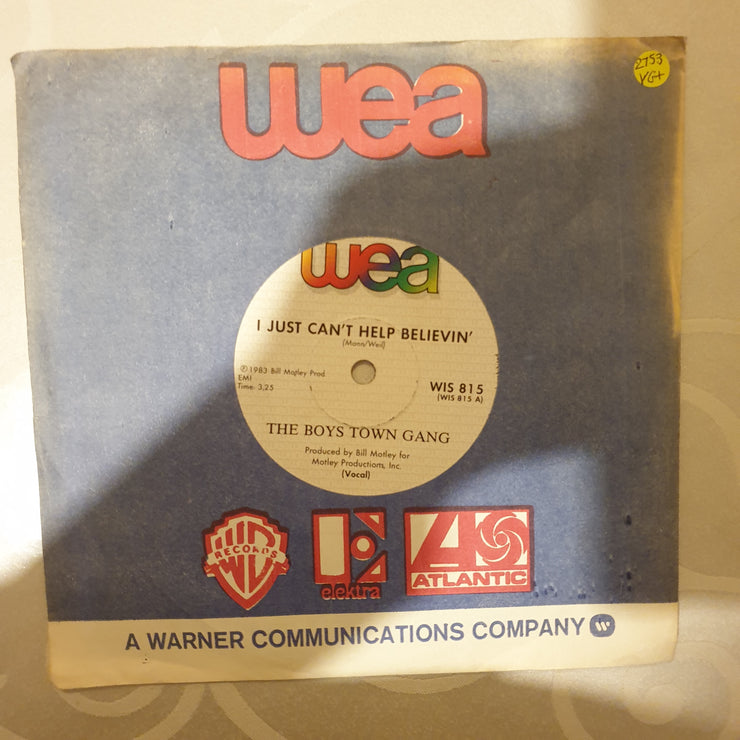 wea
2753
VG+
wea
I JUST CAN'T HELP BELIEVIN'
(Mann/Weil)
℗ 1983 Bill Motley Prod
EMI
Time: 3,25
WIS 815
(WIS 815 A)
THE BOYS TOWN GANG
Produced by Bill Motley for
Motley Productions, Inc.
(Vocal)
WB
RECORDS
elektra
ATLANTIC
A WARNER COMMUNICATIONS COMPANY